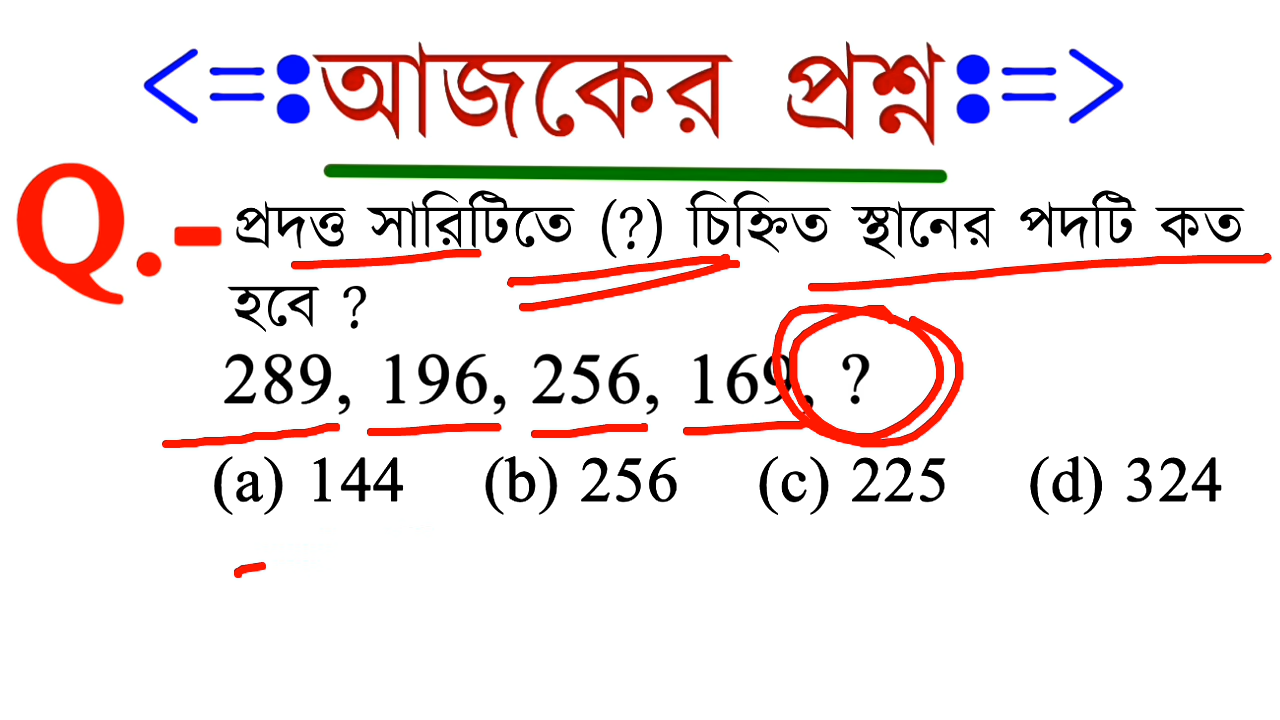 <=:আজকের প্রশ্ন:=>
Q.-প্রদত্ত সারিটিতে (?) চিহ্নিত স্থানের পদটি কত
হবে ?
289, 196, 256, 169, ?
(a) 144 (b) 256 (c) 225 (d) 324